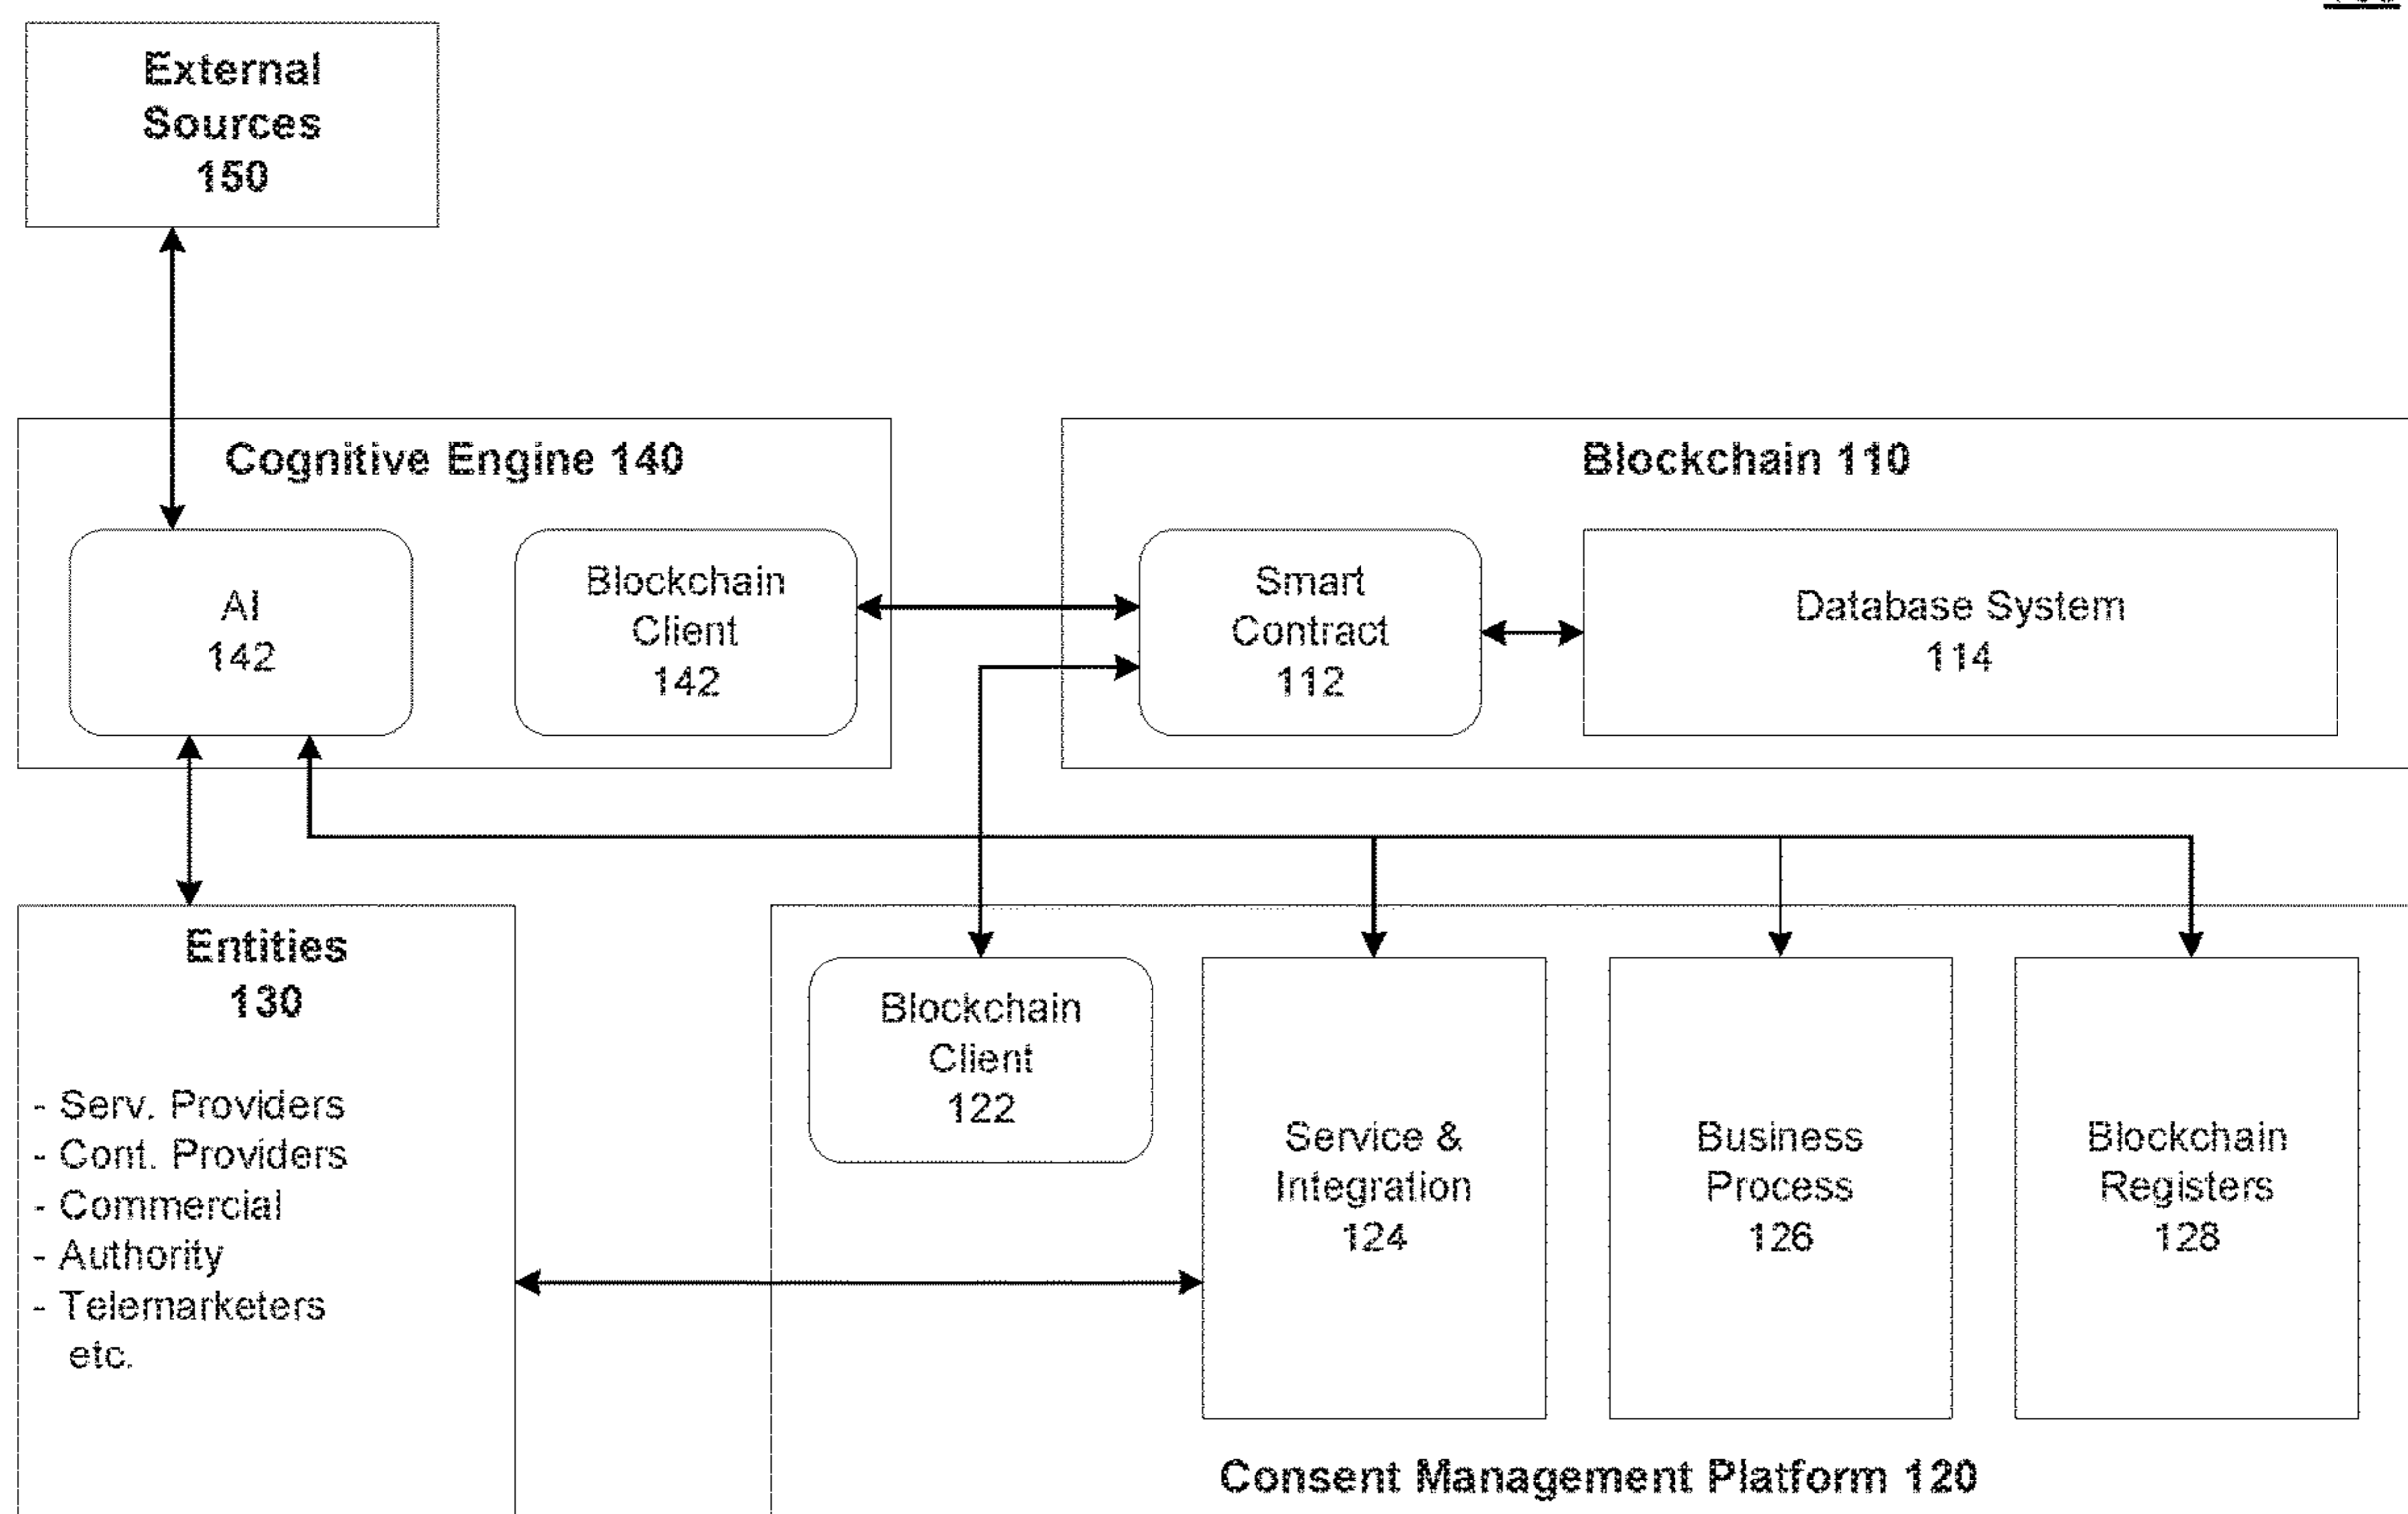 External
Sources
150
Cognitive Engine 140
Blockchain 110
AI
142
Blockchain
Client
142
Smart
Contract
112
Database System
114
Entities
130
- Serv. Providers
- Cont. Providers
- Commercial
- Authority
- Telemarketers
etc.
Blockchain
Client
122
Service &
Integration
124
Business
Process
126
Blockchain
Registers
128
Consent Management Platform 120